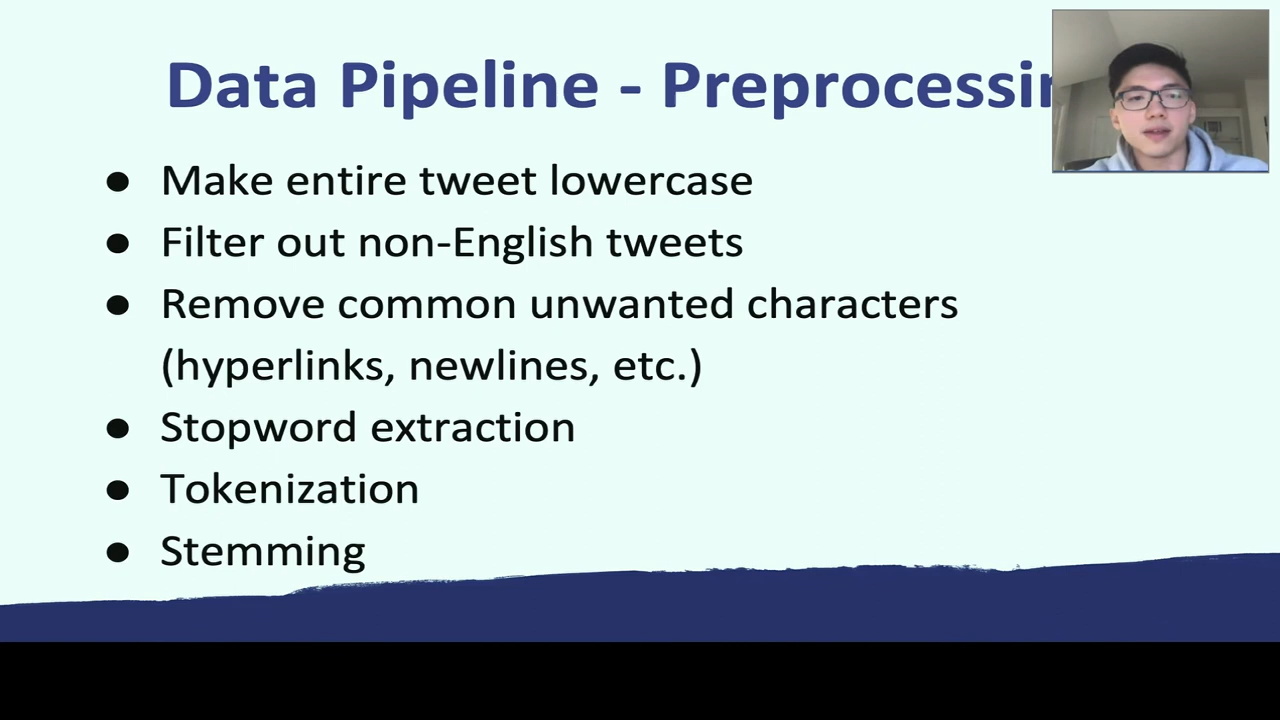 Data Pipeline - Preprocessin
● Make entire tweet lowercase
● Filter out non-English tweets
● Remove common unwanted characters
(hyperlinks, newlines, etc.)
● Stopword extraction
● Tokenization
● Stemming